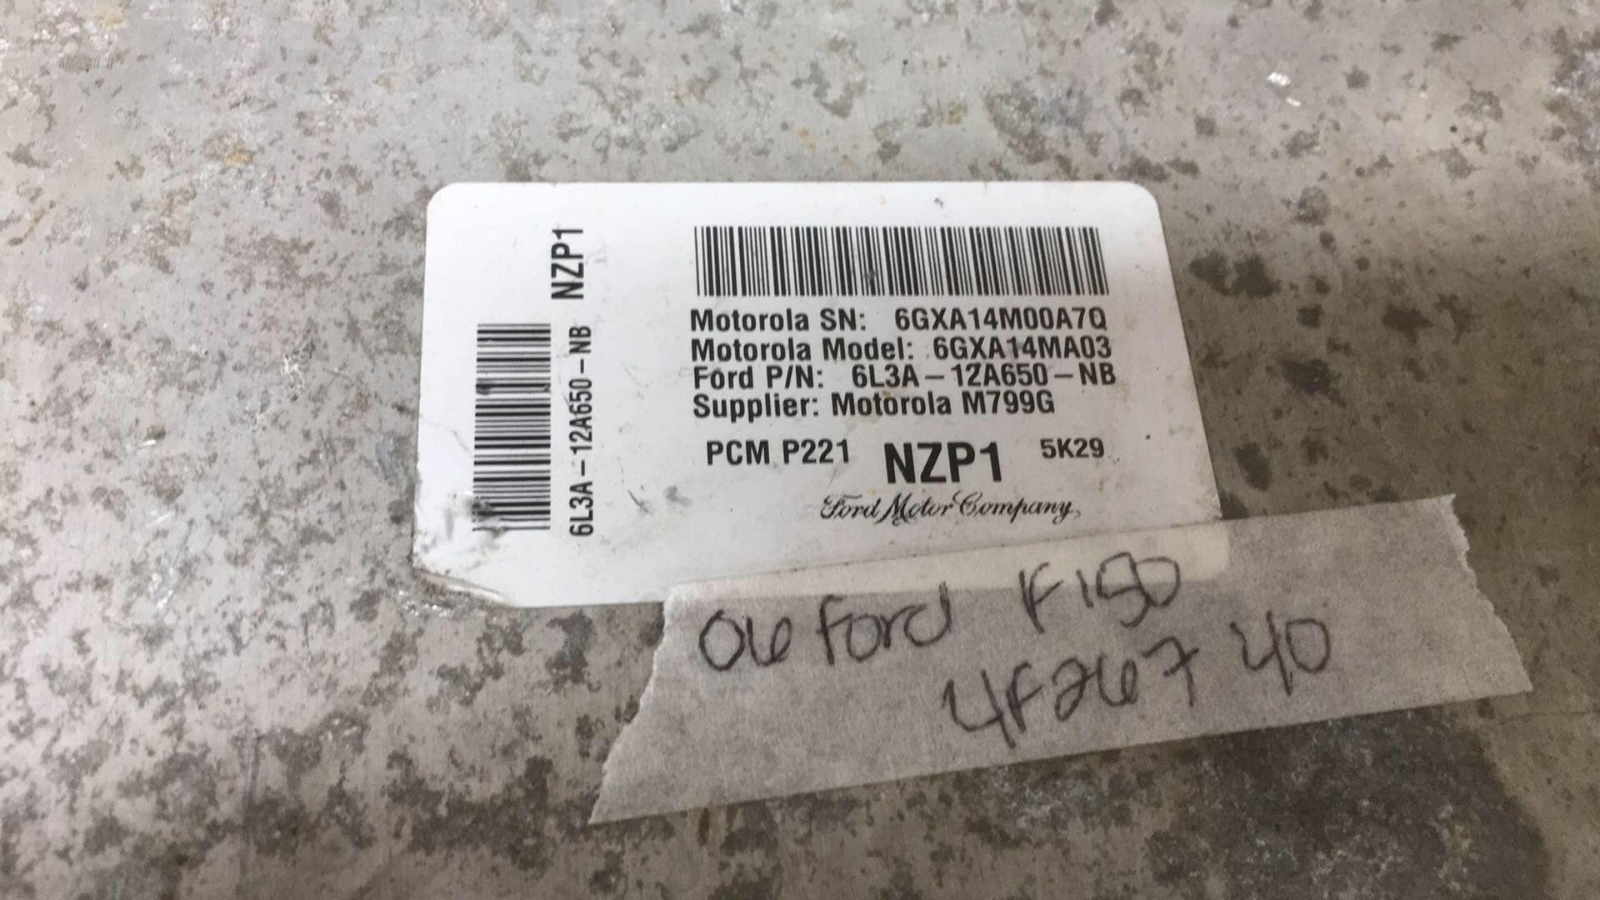 NZP1
6L3A-12A650-NB
Motorola SN: 6GXA14M00A7Q
Motorola Model: 6GXA14MA03
Ford P/N: 6L3A-12A650-NB
Supplier: Motorola M799G
PCM P221 NZP1 5K29
Ford Motor Company,
06 Ford F150
4F267 40